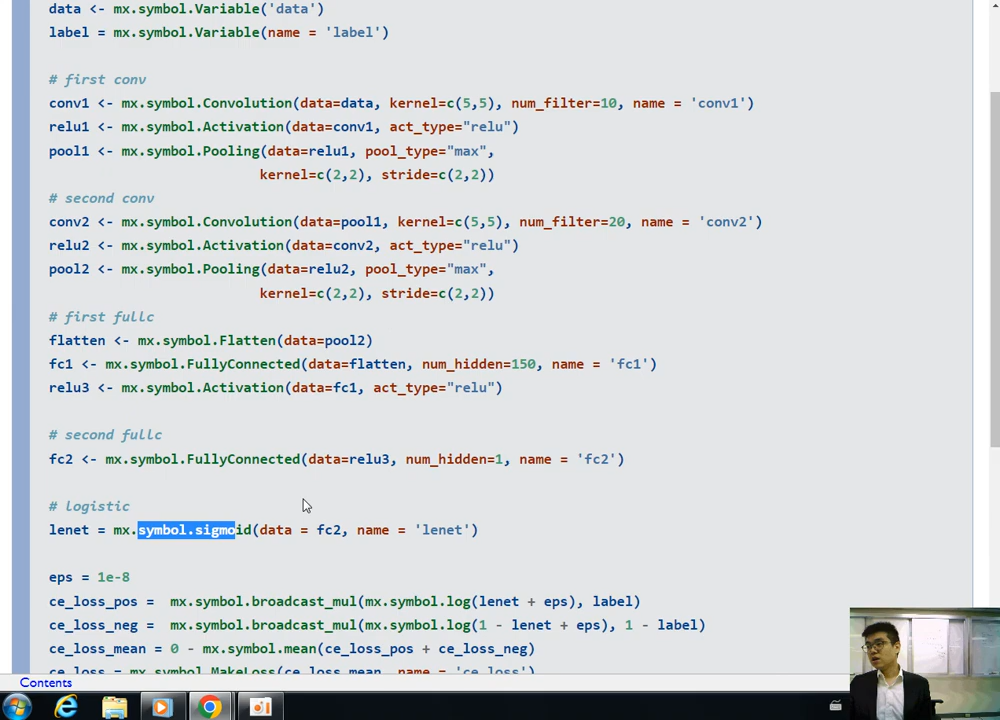 data <- mx.symbol.Variable('data')
label = mx.symbol.Variable(name = 'label')
# first conv
conv1 <- mx.symbol.Convolution(data=data, kernel=c(5,5), num_filter=10, name = 'conv1')
relu1 <- mx.symbol.Activation(data=conv1, act_type="relu")
pool1 <- mx.symbol.Pooling(data=relu1, pool_type="max",
kernel=c(2,2), stride=c(2,2))
# second conv
conv2 <- mx.symbol.Convolution(data=pool1, kernel=c(5,5), num_filter=20, name = 'conv2')
relu2 <- mx.symbol.Activation(data=conv2, act_type="relu")
pool2 <- mx.symbol.Pooling(data=relu2, pool_type="max",
kernel=c(2,2), stride=c(2,2))
# first fullc
flatten <- mx.symbol.Flatten(data=pool2)
fc1 <- mx.symbol.FullyConnected(data=flatten, num_hidden=150, name = 'fc1')
relu3 <- mx.symbol.Activation(data=fc1, act_type="relu")
# second fullc
fc2 <- mx.symbol.FullyConnected(data=relu3, num_hidden=1, name = 'fc2')
# logistic
lenet = mx.symbol.sigmoid(data = fc2, name = 'lenet')
eps = 1e-8
ce_loss_pos =  mx.symbol.broadcast_mul(mx.symbol.log(lenet + eps), label)
ce_loss_neg =  mx.symbol.broadcast_mul(mx.symbol.log(1 - lenet + eps), 1 - label)
ce_loss_mean = 0 - mx.symbol.mean(ce_loss_pos + ce_loss_neg)
ce_loss = mx.symbol.MakeLoss(ce_loss_mean, name = 'ce_loss')
Contents